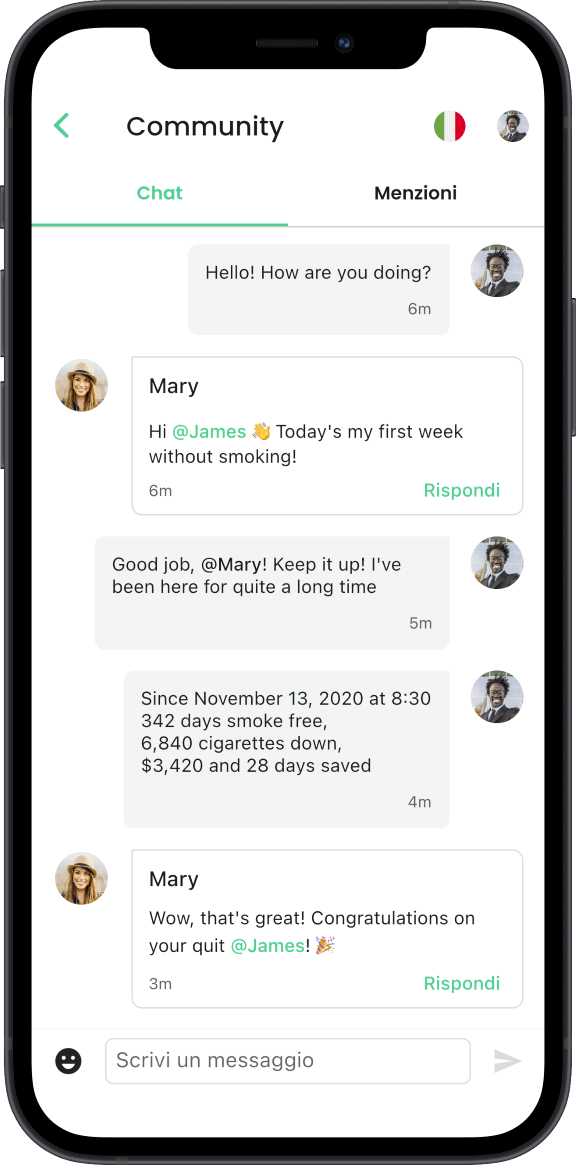 Community
Chat
Menzioni
Hello! How are you doing?
6m
Mary
Hi @James 👋 Today's my first week
without smoking!
6m
Rispondi
Good job, @Mary! Keep it up! I've
been here for quite a long time
5m
Since November 13, 2020 at 8:30
342 days smoke free,
6,840 cigarettes down,
$3,420 and 28 days saved
4m
Mary
Wow, that's great! Congratulations on
your quit @James! 🎉
3m
Rispondi
Scrivi un messaggio